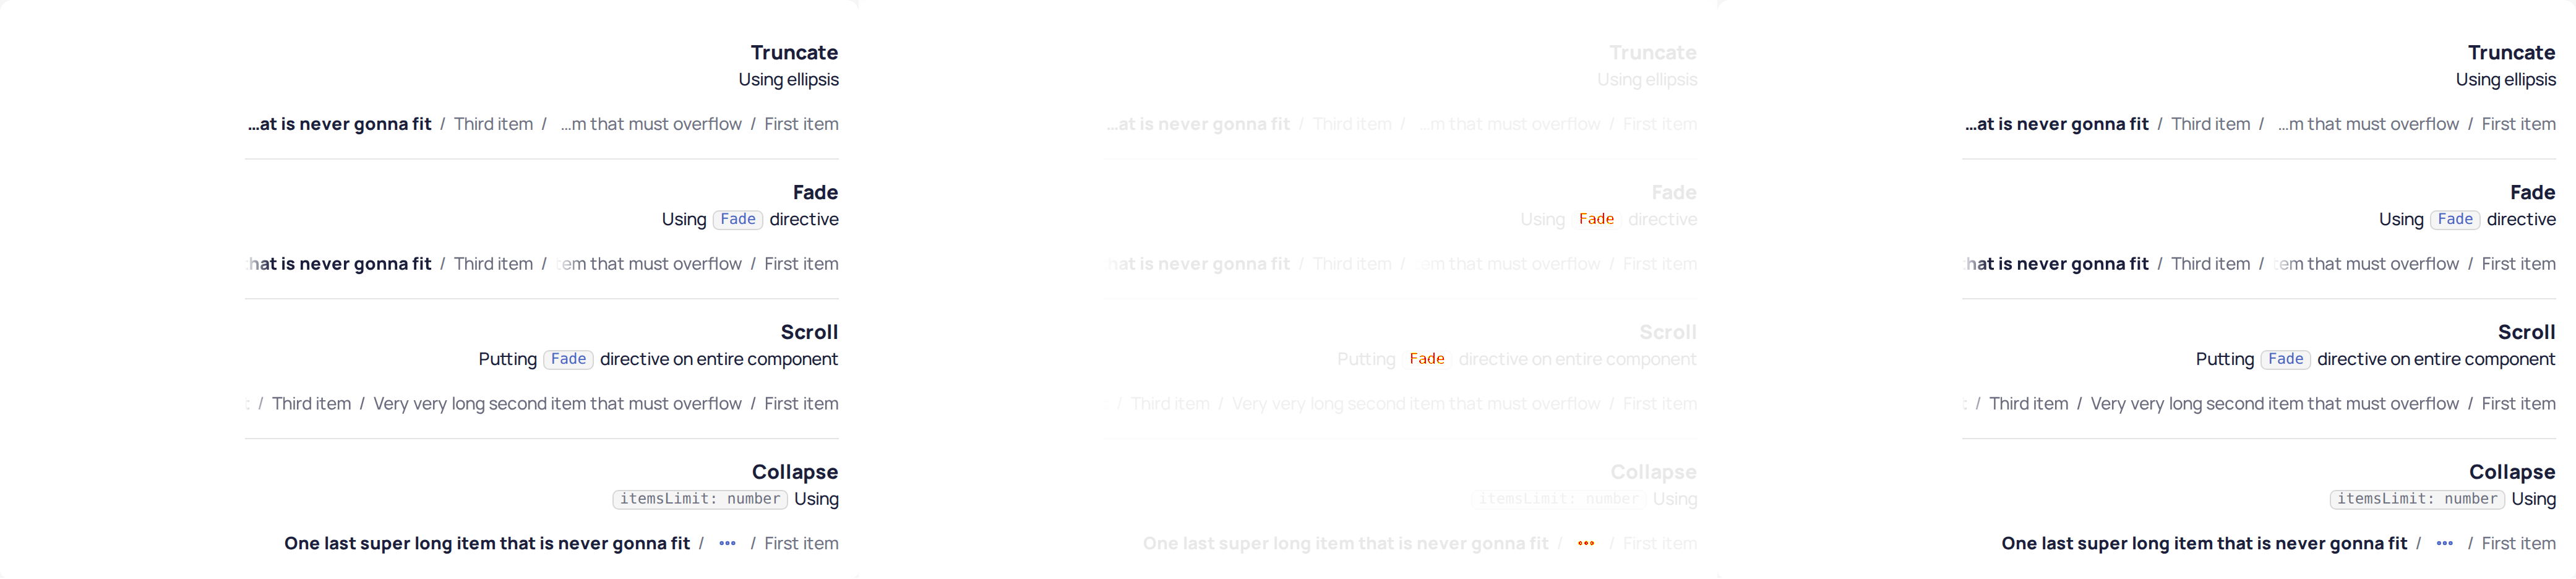 Truncate
Using ellipsis
...at is never gonna fit / Third item / ...m that must overflow / First item
Fade
Using Fade directive
hat is never gonna fit / Third item / em that must overflow / First item
Scroll
Putting Fade directive on entire component
/ Third item / Very very long second item that must overflow / First item
Collapse
itemsLimit: number Using
One last super long item that is never gonna fit / ••• / First item
Truncate
Using ellipsis
...at is never gonna fit / Third item / ...m that must overflow / First item
Fade
Using Fade directive
hat is never gonna fit / Third item / em that must overflow / First item
Scroll
Putting Fade directive on entire component
/ Third item / Very very long second item that must overflow / First item
Collapse
itemsLimit: number Using
One last super long item that is never gonna fit / ••• / First item
Truncate
Using ellipsis
...at is never gonna fit / Third item / ...m that must overflow / First item
Fade
Using Fade directive
hat is never gonna fit / Third item / em that must overflow / First item
Scroll
Putting Fade directive on entire component
/ Third item / Very very long second item that must overflow / First item
Collapse
itemsLimit: number Using
One last super long item that is never gonna fit / ••• / First item